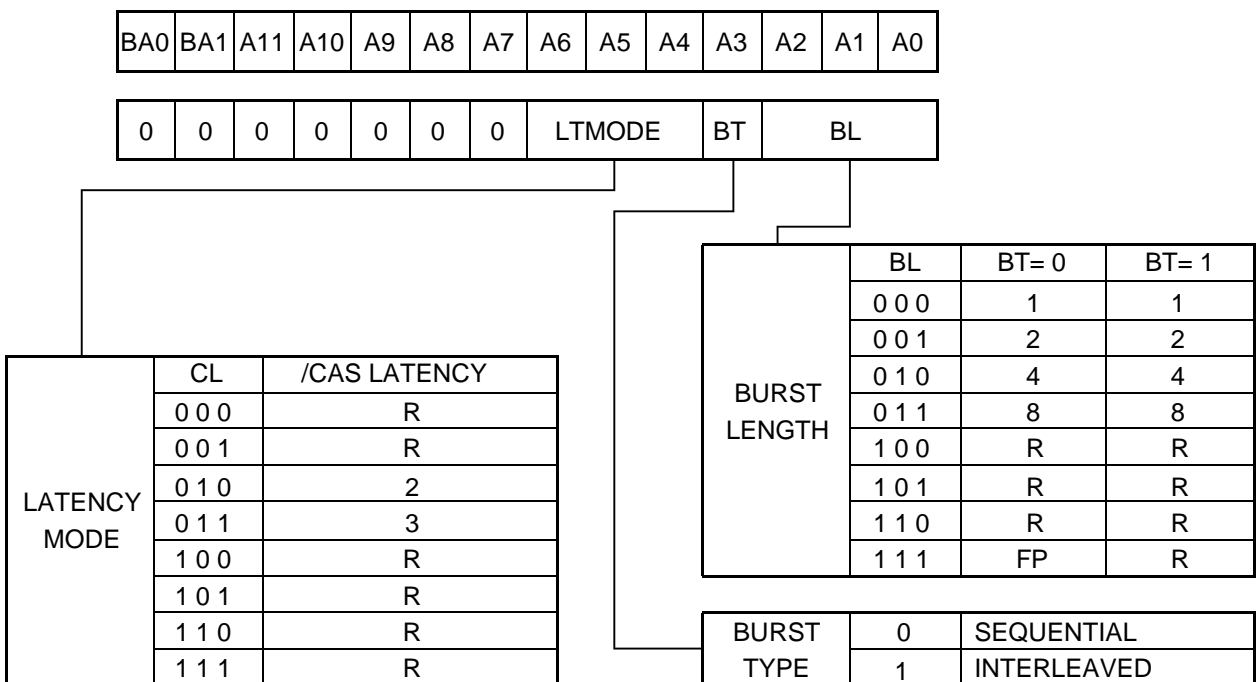 BA0 BA1 A11 A10 A9 A8 A7 A6 A5 A4 A3 A2 A1 A0
0 0 0 0 0 0 0 LTMODE BT BL
LATENCY
MODE
CL /CAS LATENCY
0 0 0 R
0 0 1 R
0 1 0 2
0 1 1 3
1 0 0 R
1 0 1 R
1 1 0 R
1 1 1 R
BURST
LENGTH
BL BT= 0 BT= 1
0 0 0 1 1
0 0 1 2 2
0 1 0 4 4
0 1 1 8 8
1 0 0 R R
1 0 1 R R
1 1 0 R R
1 1 1 FP R
BURST
TYPE
0 SEQUENTIAL
1 INTERLEAVED